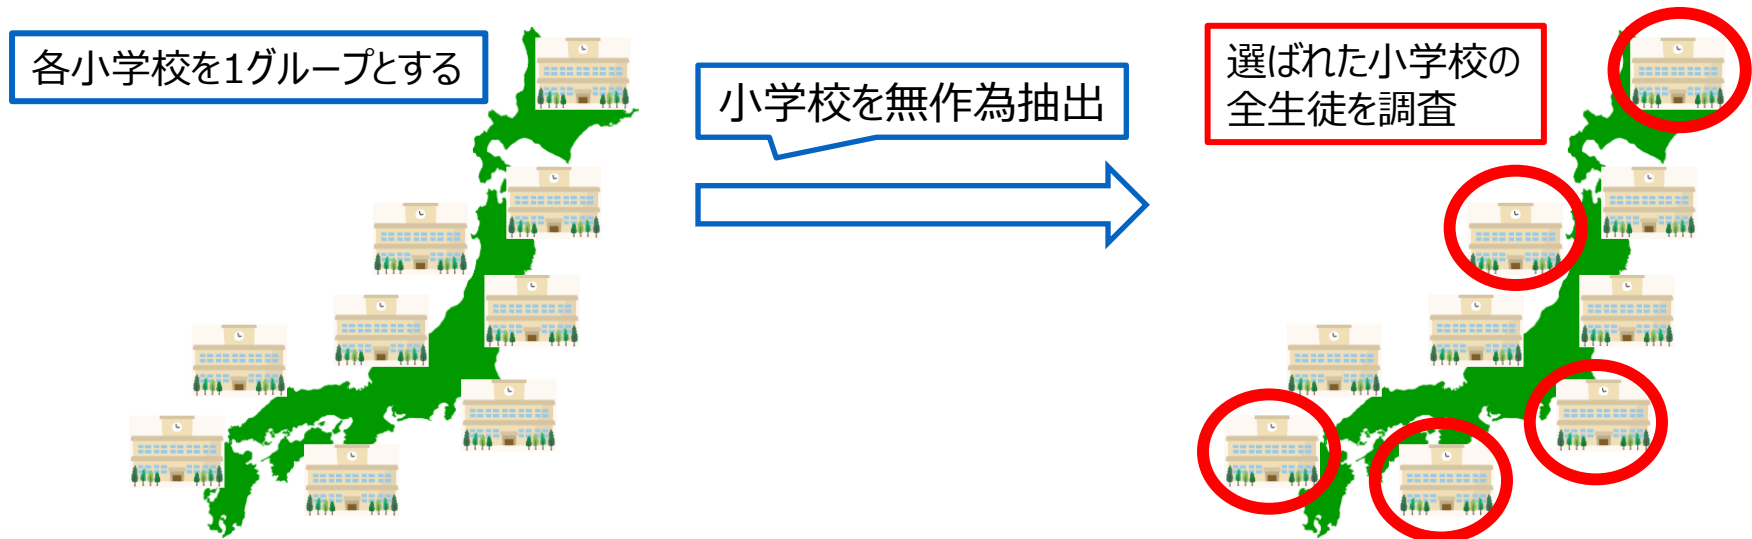 各小学校を1グループとする
小学校を無作為抽出
選ばれた小学校の
全生徒を調査